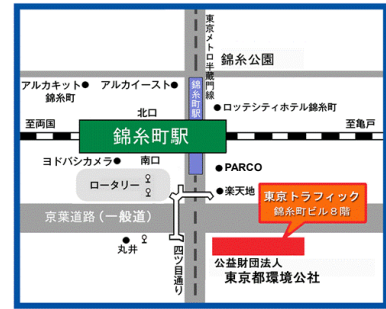 東京メトロ半蔵門線
錦糸公園
アルカキット
錦糸町
アルカイースト
錦糸町駅
ロッテシティホテル錦糸町
北口
至両国
錦糸町駅
至亀戸
ヨドバシカメラ
南口
PARCO
ロータリー
楽天地
東京トラフィック
錦糸町ビル8階
京葉道路(一般道)
丸井
四ツ目通り
公益財団法人
東京都環境公社